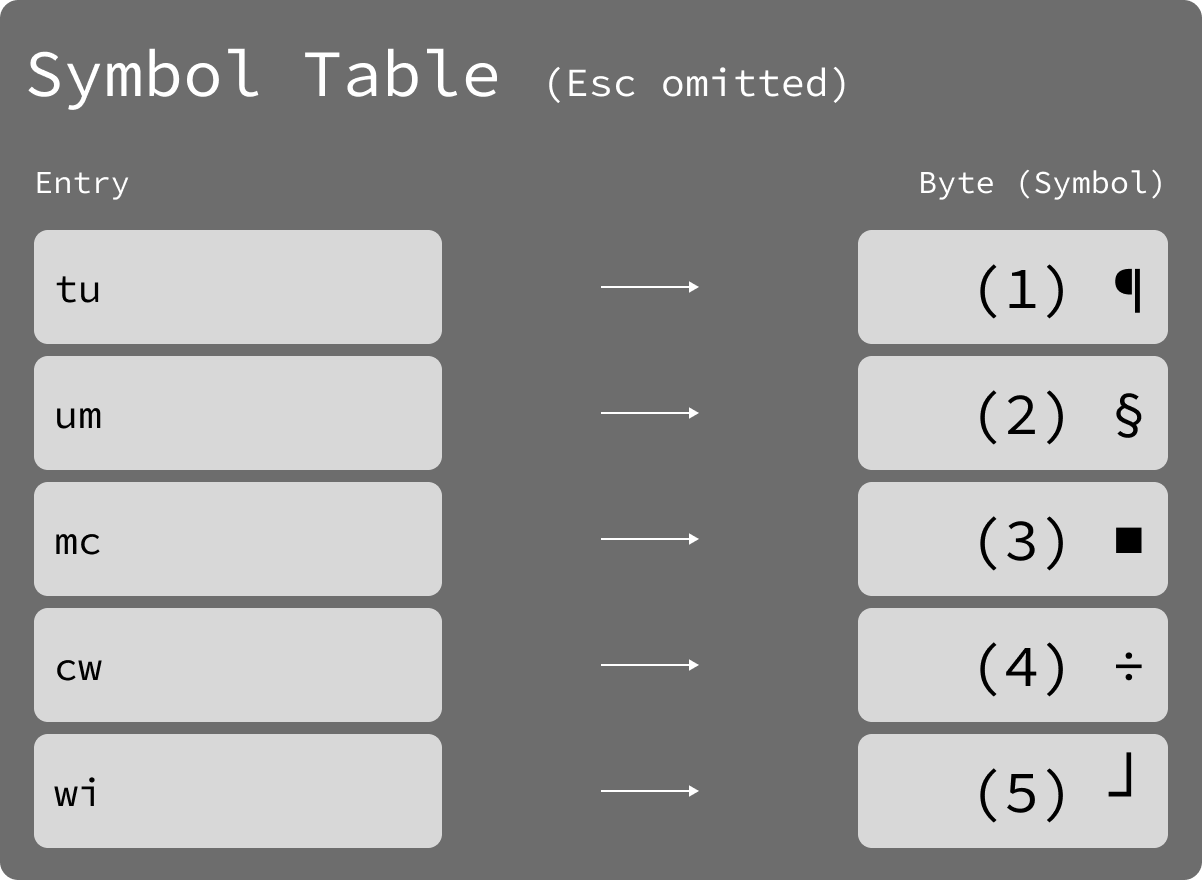 Symbol Table (Esc omitted)
Entry Byte (Symbol)
tu → (1) ¶
um → (2) §
mc → (3) ■
cw → (4) ÷
wi → (5) ┘